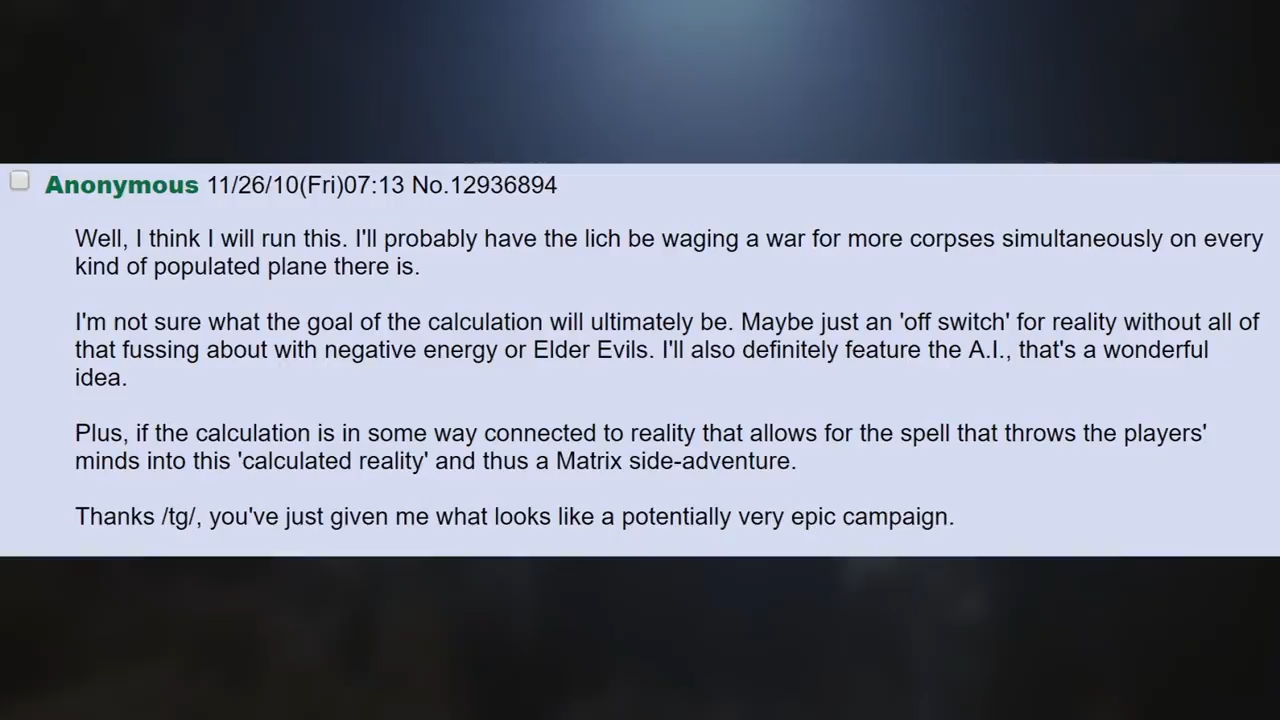 Anonymous 11/26/10(Fri)07:13 No.12936894
Well, I think I will run this. I'll probably have the lich be waging a war for more corpses simultaneously on every
kind of populated plane there is.
I'm not sure what the goal of the calculation will ultimately be. Maybe just an 'off switch' for reality without all of
that fussing about with negative energy or Elder Evils. I'll also definitely feature the A.I., that's a wonderful
idea.
Plus, if the calculation is in some way connected to reality that allows for the spell that throws the players'
minds into this 'calculated reality' and thus a Matrix side-adventure.
Thanks /tg/, you've just given me what looks like a potentially very epic campaign.